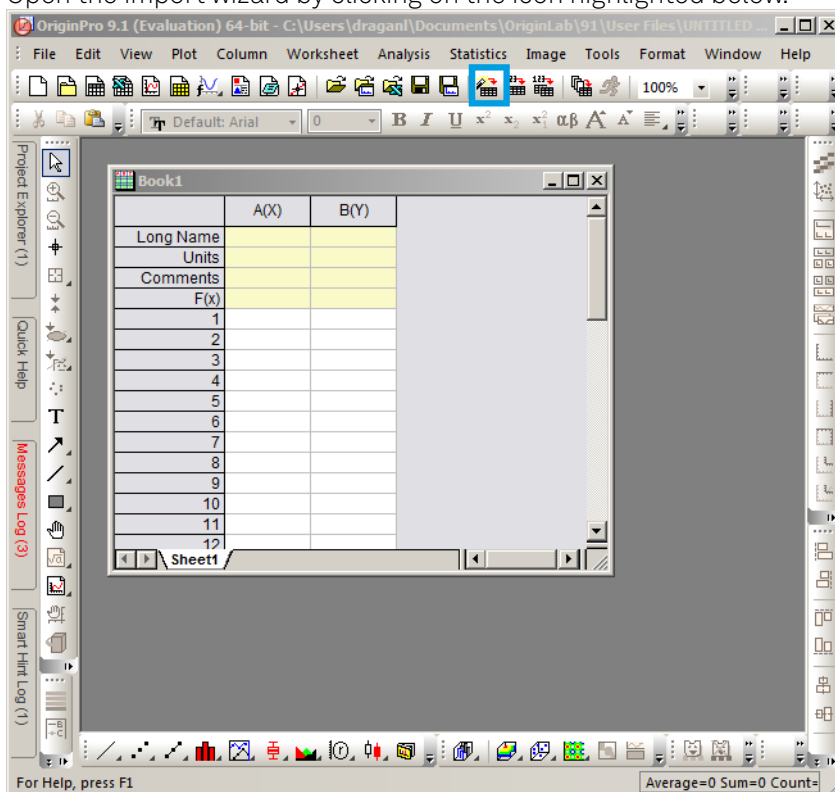 Open the import wizard by clicking on the icon highlighted below.
OriginPro 9.1 (Evaluation) 64-bit - C:\Users\draganl\Documents\OriginLab\91\User Files\UNTITLED ...
File Edit View Plot Column Worksheet Analysis Statistics Image Tools Format Window Help
100%
Default: Arial 0 B I U x² x₂ αβ A A
Project Explorer (1)
Quick Help
Messages Log (3)
Smart Hint Log (1)
Book1
A(X) B(Y)
Long Name
Units
Comments
F(x)
1
2
3
4
5
6
7
8
9
10
11
12
Sheet1
T
For Help, press F1 Average=0 Sum=0 Count=